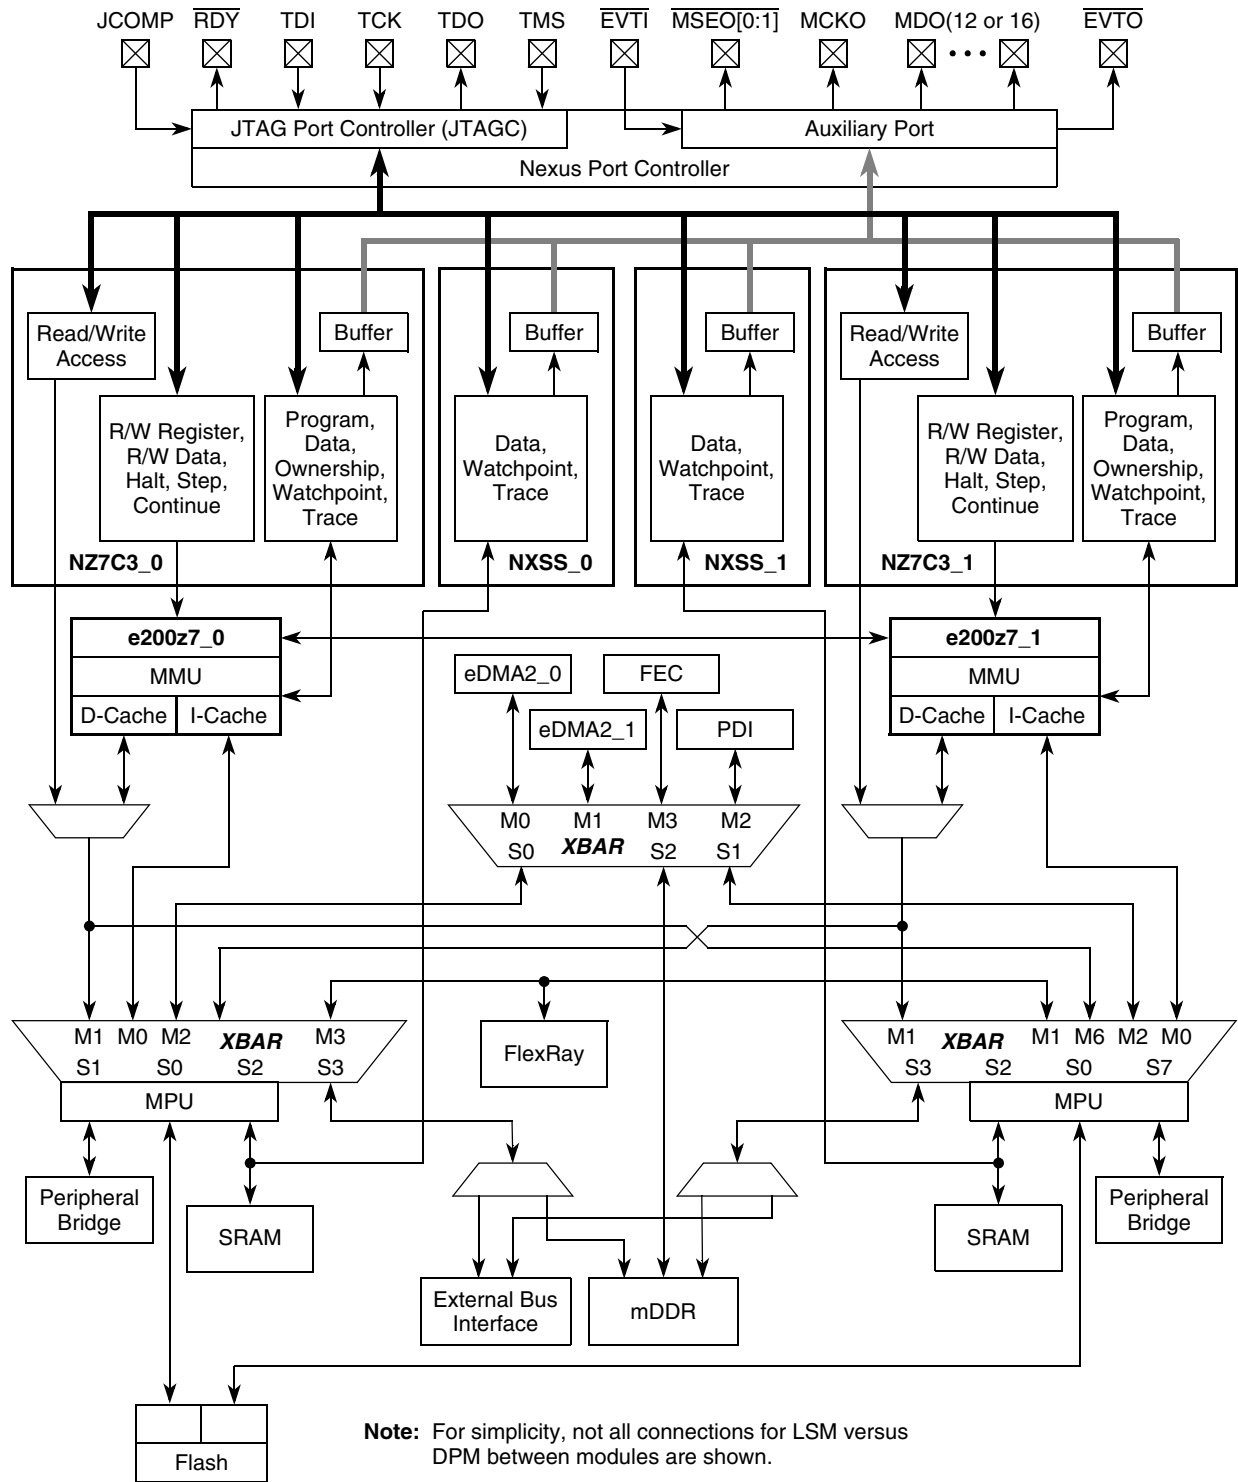 JCOMP RDY TDI TCK TDO TMS EVTI MSEO[0:1] MCKO MDO(12 or 16) EVTO
• • •
JTAG Port Controller (JTAGC)
Auxiliary Port
Nexus Port Controller
Read/Write
Access
Buffer
Buffer
Buffer
Read/Write
Access
Buffer
R/W Register,
R/W Data,
Halt, Step,
Continue
Program,
Data,
Ownership,
Watchpoint,
Trace
Data,
Watchpoint,
Trace
Data,
Watchpoint,
Trace
R/W Register,
R/W Data,
Halt, Step,
Continue
Program,
Data,
Ownership,
Watchpoint,
Trace
NZ7C3_0
NXSS_0
NXSS_1
NZ7C3_1
e200z7_0
MMU
D-Cache I-Cache
e200z7_1
MMU
D-Cache I-Cache
eDMA2_0
FEC
eDMA2_1
PDI
M0 M1 M3 M2
S0 XBAR S2 S1
M1 M0 M2 XBAR M3
S1 S0 S2 S3
MPU
FlexRay
M1 XBAR M1 M6 M2 M0
S3 S2 S0 S7
MPU
Peripheral
Bridge
SRAM
SRAM
Peripheral
Bridge
External Bus
Interface
mDDR
Flash
Note: For simplicity, not all connections for LSM versus
DPM between modules are shown.